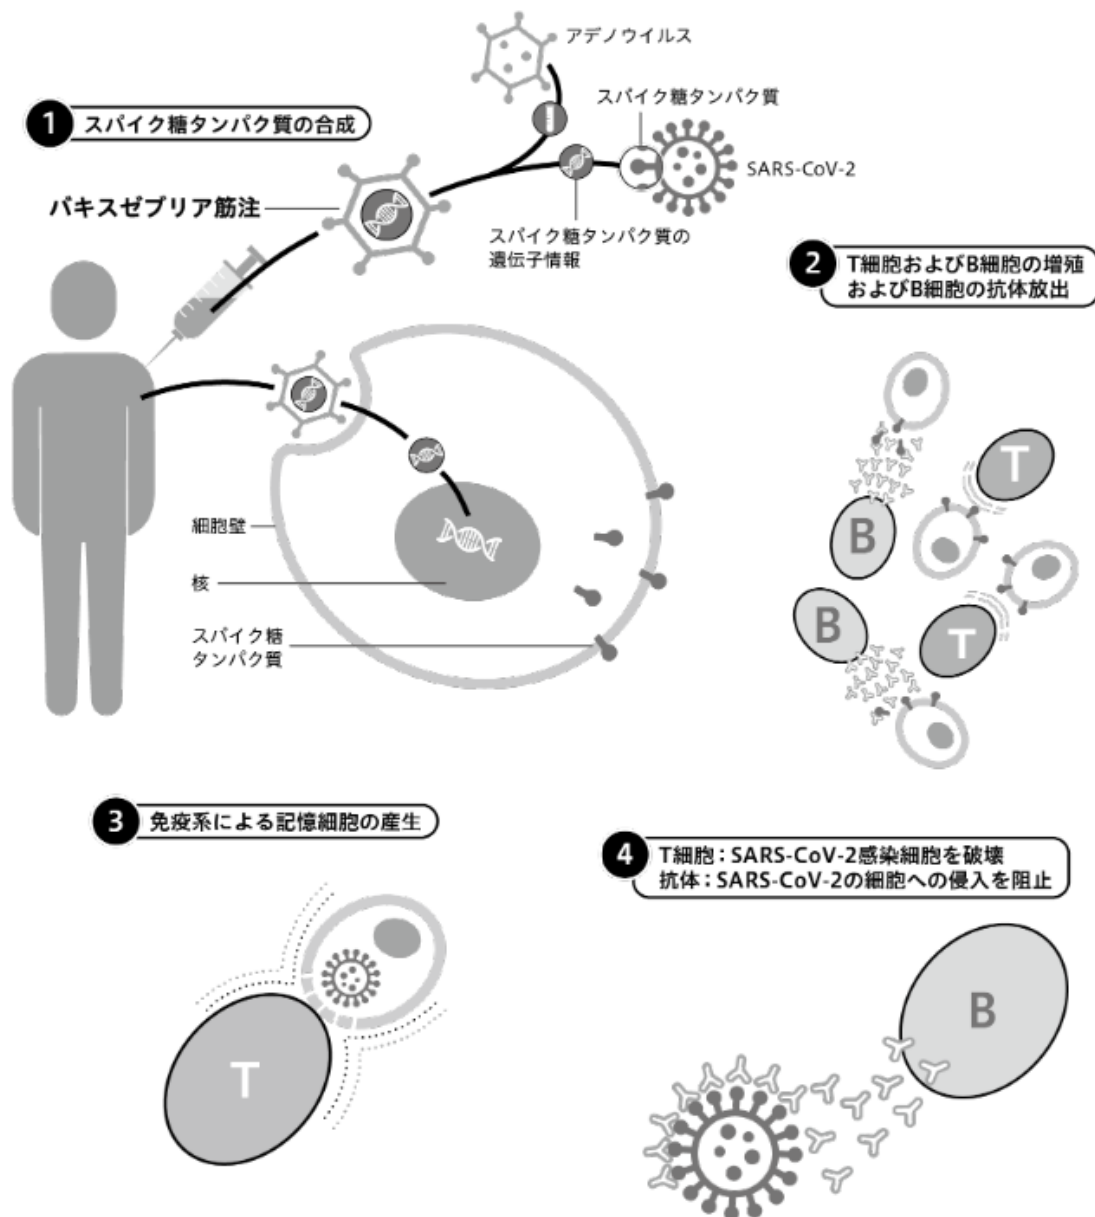 アデノウイルス
スパイク糖タンパク質
1 スパイク糖タンパク質の合成
SARS-CoV-2
バキスゼブリア筋注
スパイク糖タンパク質の
遺伝子情報
2 T細胞およびB細胞の増殖
およびB細胞の抗体放出
T
B
細胞壁
核
B
T
スパイク糖
タンパク質
3 免疫系による記憶細胞の産生
4 T細胞：SARS-CoV-2感染細胞を破壊
抗体：SARS-CoV-2の細胞への侵入を阻止
T
B